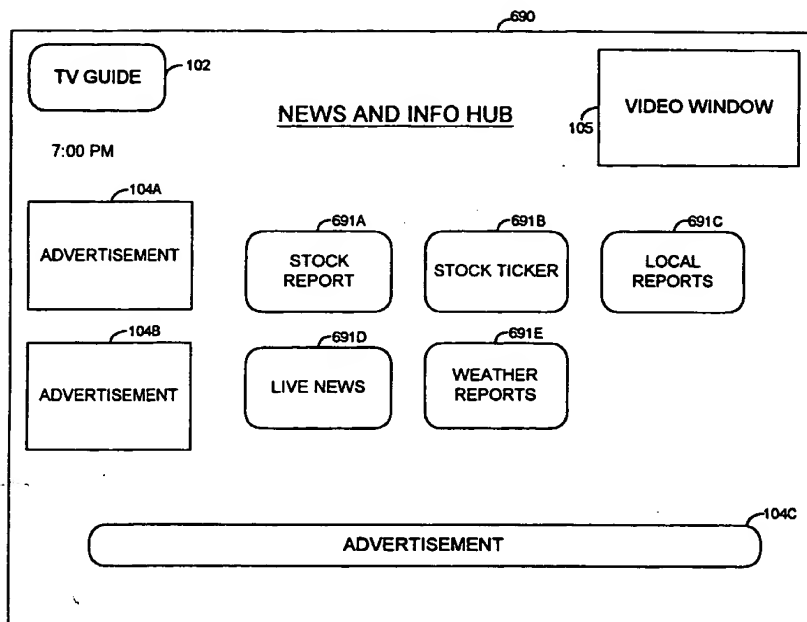 690
TV GUIDE
102
NEWS AND INFO HUB
105
VIDEO WINDOW
7:00 PM
104A
ADVERTISEMENT
691A
STOCK
REPORT
691B
STOCK TICKER
691C
LOCAL
REPORTS
104B
ADVERTISEMENT
691D
LIVE NEWS
691E
WEATHER
REPORTS
104C
ADVERTISEMENT